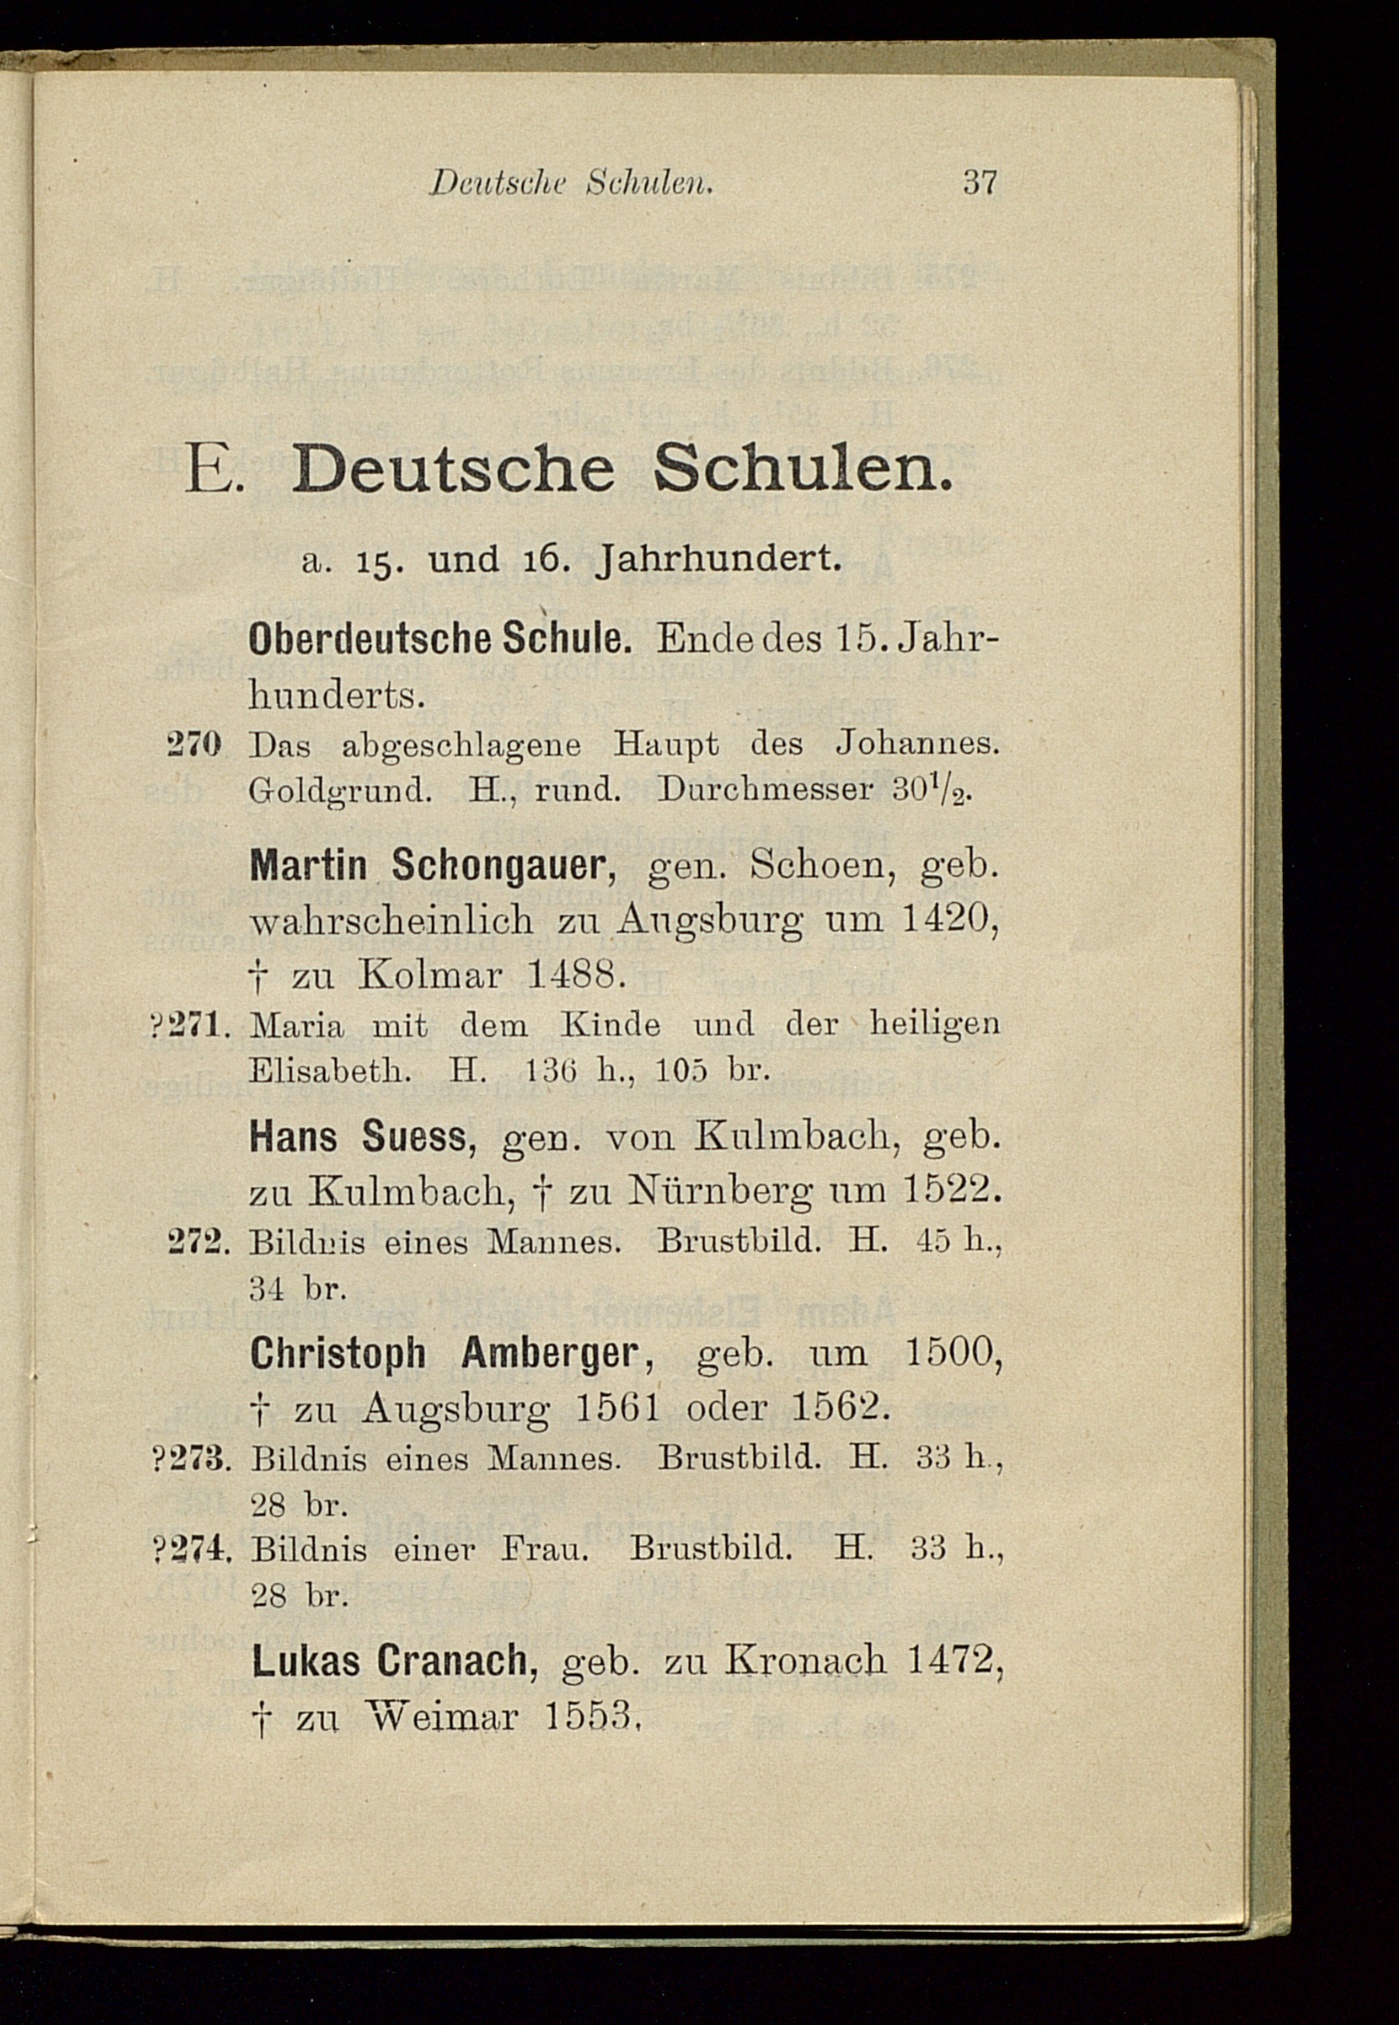 Deutsche Schulen. 37
E. Deutsche Schulen.
a. 15. und 16. Jahrhundert.
Oberdeutsche Schule. Ende des 15. Jahr-
hunderts.
270 Das abgeschlagene Haupt des Johannes.
Goldgrund. H., rund. Durchmesser 30¹/₂.
Martin Schongauer, gen. Schoen, geb.
wahrscheinlich zu Augsburg um 1420,
† zu Kolmar 1488.
?271. Maria mit dem Kinde und der heiligen
Elisabeth. H. 136 h., 105 br.
Hans Suess, gen. von Kulmbach, geb.
zu Kulmbach, † zu Nürnberg um 1522.
272. Bildnis eines Mannes. Brustbild. H. 45 h.,
34 br.
Christoph Amberger, geb. um 1500,
† zu Augsburg 1561 oder 1562.
?273. Bildnis eines Mannes. Brustbild. H. 33 h.,
28 br.
?274. Bildnis einer Frau. Brustbild. H. 33 h.,
28 br.
Lukas Cranach, geb. zu Kronach 1472,
† zu Weimar 1553.